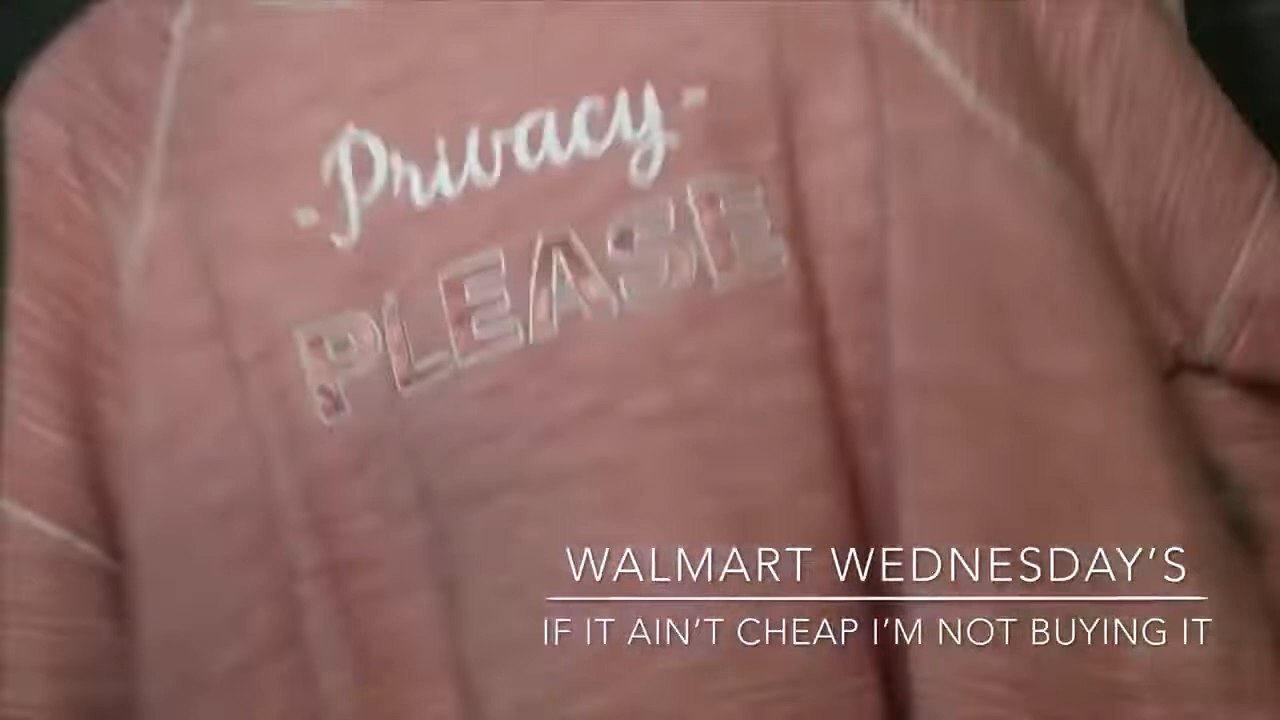 -Privacy-
PLEASE
WALMART WEDNESDAY’S
IF IT AIN’T CHEAP I’M NOT BUYING IT